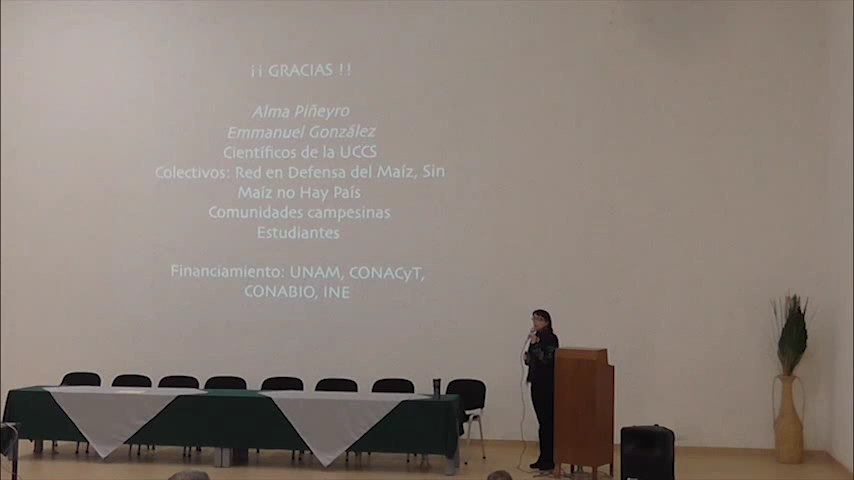 ¡¡ GRACIAS !!
Alma Piñeyro
Emmanuel González
Científicos de la UCCS
Colectivos: Red en Defensa del Maíz, Sin
Maíz no Hay País
Comunidades campesinas
Estudiantes
Financiamiento: UNAM, CONACyT,
CONABIO, INE